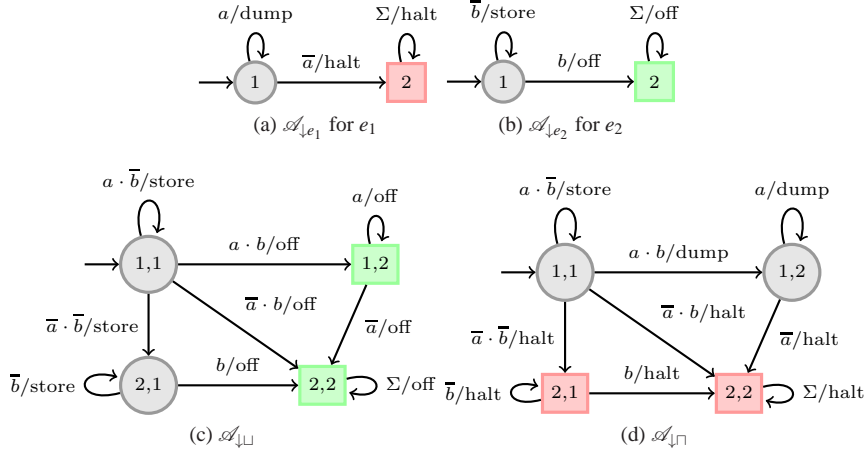 a/dump
Σ/halt
1
a̅/halt
2
(a) 𝒜↓e₁ for e₁
b̅/store
Σ/off
1
b/off
2
(b) 𝒜↓e₂ for e₂
a · b̅/store
a/off
1,1
a · b/off
1,2
a̅ · b̅/store
a̅ · b/off
a̅/off
b̅/store
2,1
b/off
2,2
Σ/off
(c) 𝒜↓⊔
a · b̅/store
a/dump
1,1
a · b/dump
1,2
a̅ · b̅/halt
a̅ · b/halt
a̅/halt
b̅/halt
2,1
b/halt
2,2
Σ/halt
(d) 𝒜↓⊓